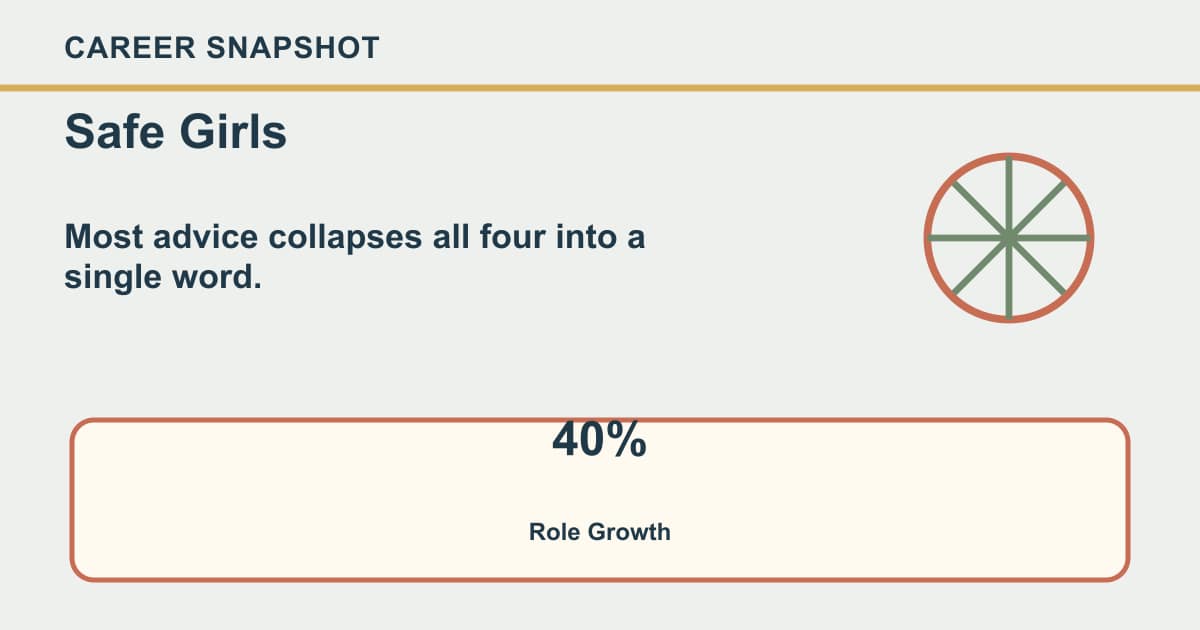 CAREER SNAPSHOT
Safe Girls
Most advice collapses all four into a
single word.
40%
Role Growth